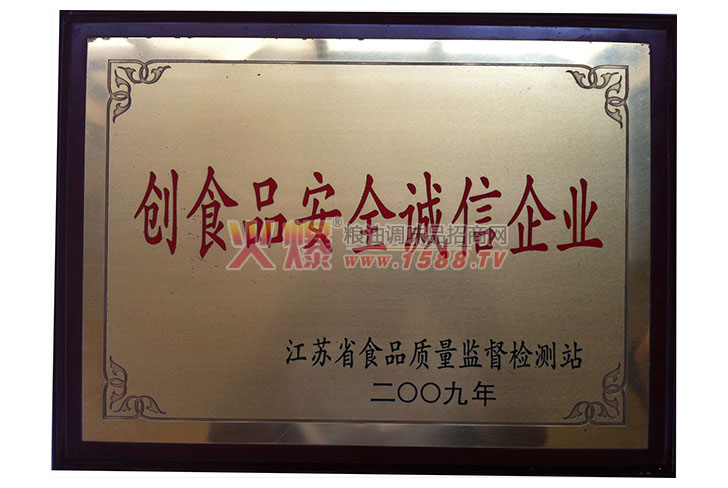 创食品安全诚信企业
火爆®粮油调味品招商网
www.1588.TV
江苏省食品质量监督检测站
二〇〇九年